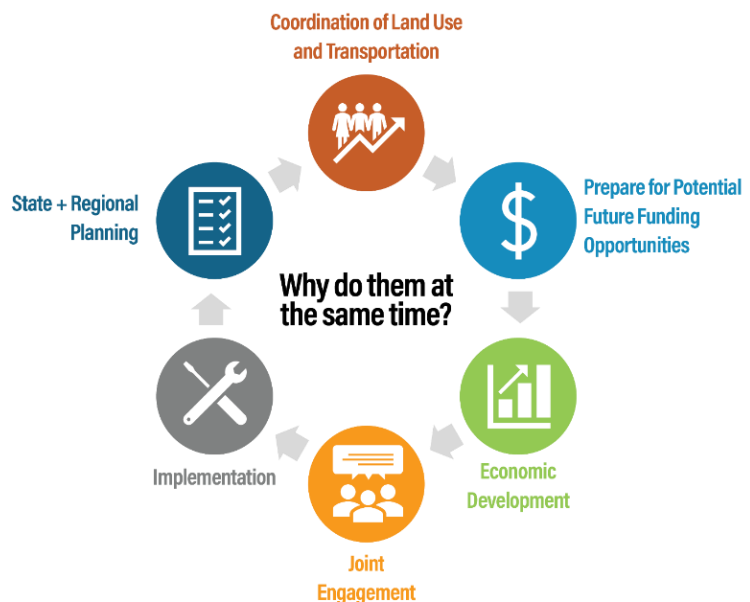 Coordination of Land Use
and Transportation
Prepare for Potential
Future Funding
Opportunities
Economic
Development
Joint
Engagement
Implementation
State + Regional
Planning
Why do them at
the same time?